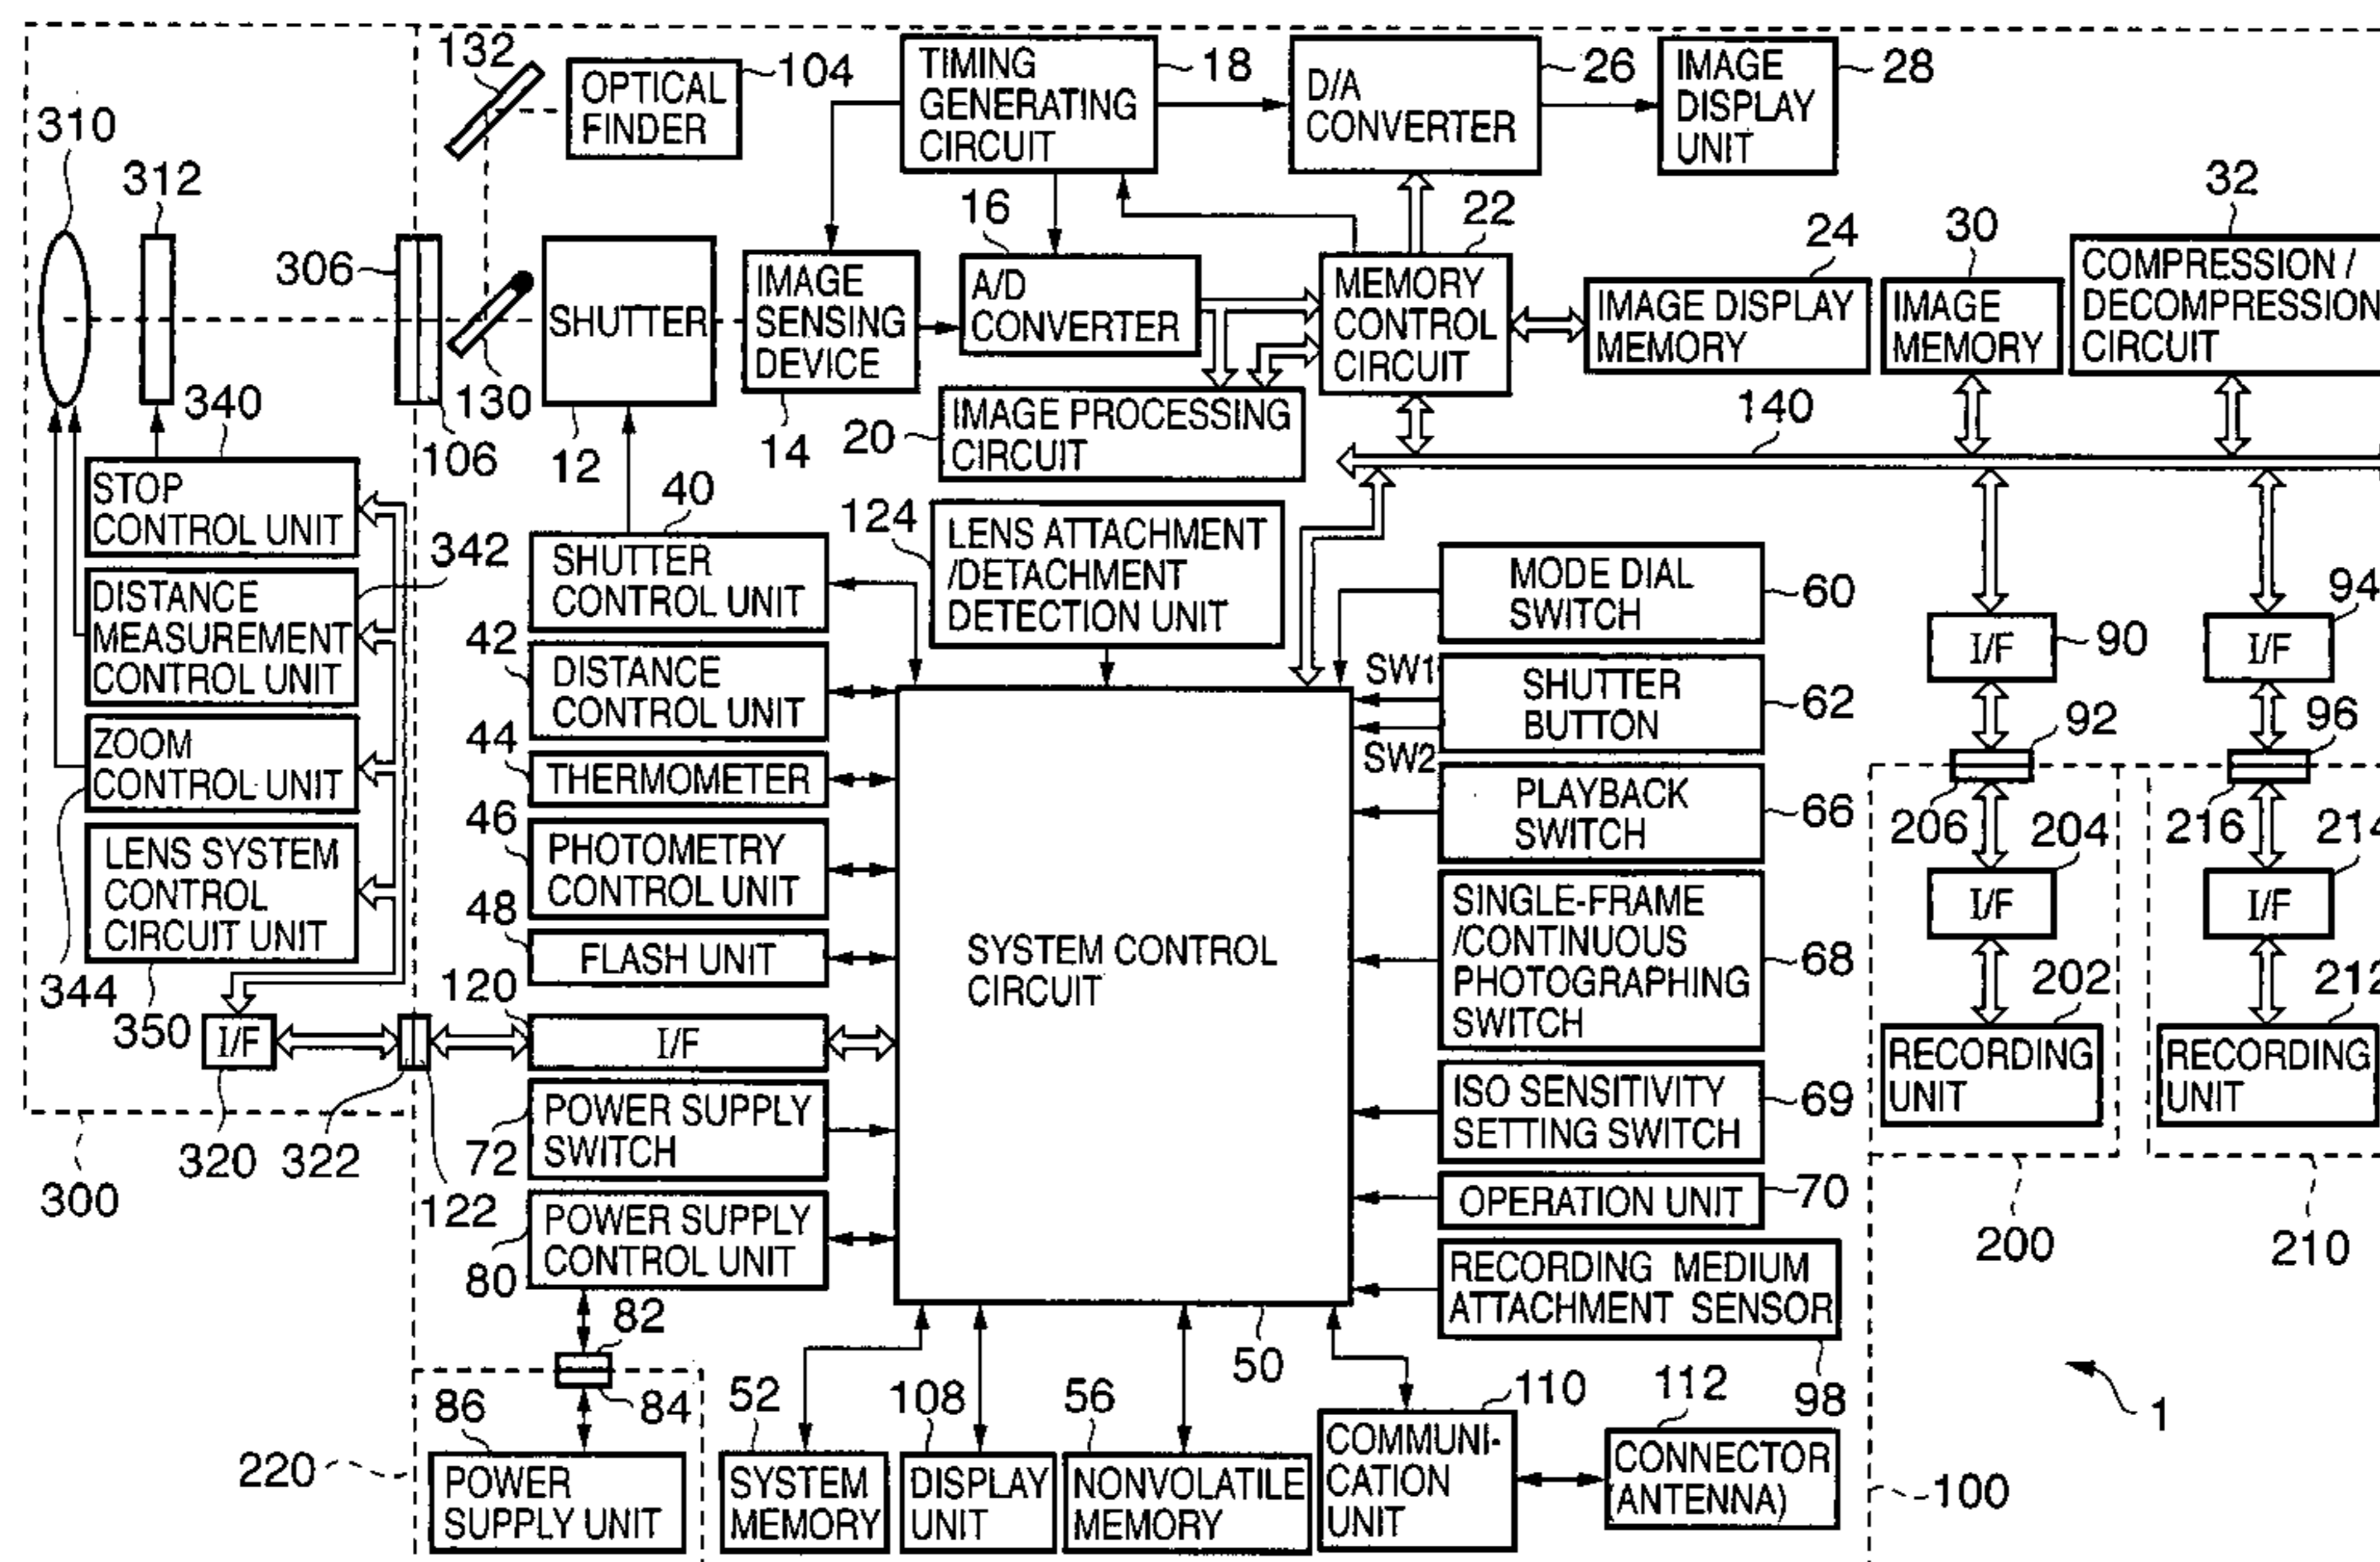 132
OPTICAL
FINDER
104
TIMING
GENERATING
CIRCUIT
18
D/A
CONVERTER
26
IMAGE
DISPLAY
UNIT
28
310
312
306
106
130
SHUTTER
12
IMAGE
SENSING
DEVICE
14
16
A/D
CONVERTER
22
MEMORY
CONTROL
CIRCUIT
24
IMAGE DISPLAY
MEMORY
30
IMAGE
MEMORY
32
COMPRESSION /
DECOMPRESSION
CIRCUIT
20
IMAGE PROCESSING
CIRCUIT
140
340
STOP
CONTROL UNIT
342
DISTANCE
MEASUREMENT
CONTROL UNIT
ZOOM
CONTROL UNIT
LENS SYSTEM
CONTROL
CIRCUIT UNIT
344
350
I/F
320
322
300
122
40
SHUTTER
CONTROL UNIT
42
DISTANCE
CONTROL UNIT
44
THERMOMETER
46
PHOTOMETRY
CONTROL UNIT
48
FLASH UNIT
120
I/F
POWER SUPPLY
SWITCH
72
POWER SUPPLY
CONTROL UNIT
80
82
84
86
POWER
SUPPLY UNIT
220
124
LENS ATTACHMENT
/DETACHMENT
DETECTION UNIT
SYSTEM CONTROL
CIRCUIT
50
MODE DIAL
SWITCH
60
SW1
SW2
SHUTTER
BUTTON
62
PLAYBACK
SWITCH
66
SINGLE-FRAME
/CONTINUOUS
PHOTOGRAPHING
SWITCH
68
ISO SENSITIVITY
SETTING SWITCH
69
OPERATION UNIT
70
RECORDING MEDIUM
ATTACHMENT SENSOR
98
52
SYSTEM
MEMORY
108
DISPLAY
UNIT
56
NONVOLATILE
MEMORY
110
COMMUNI-
CATION
UNIT
112
CONNECTOR
(ANTENNA)
I/F
90
92
206
204
I/F
202
RECORDING
UNIT
200
94
I/F
96
216
214
I/F
212
RECORDING
UNIT
210
1
100